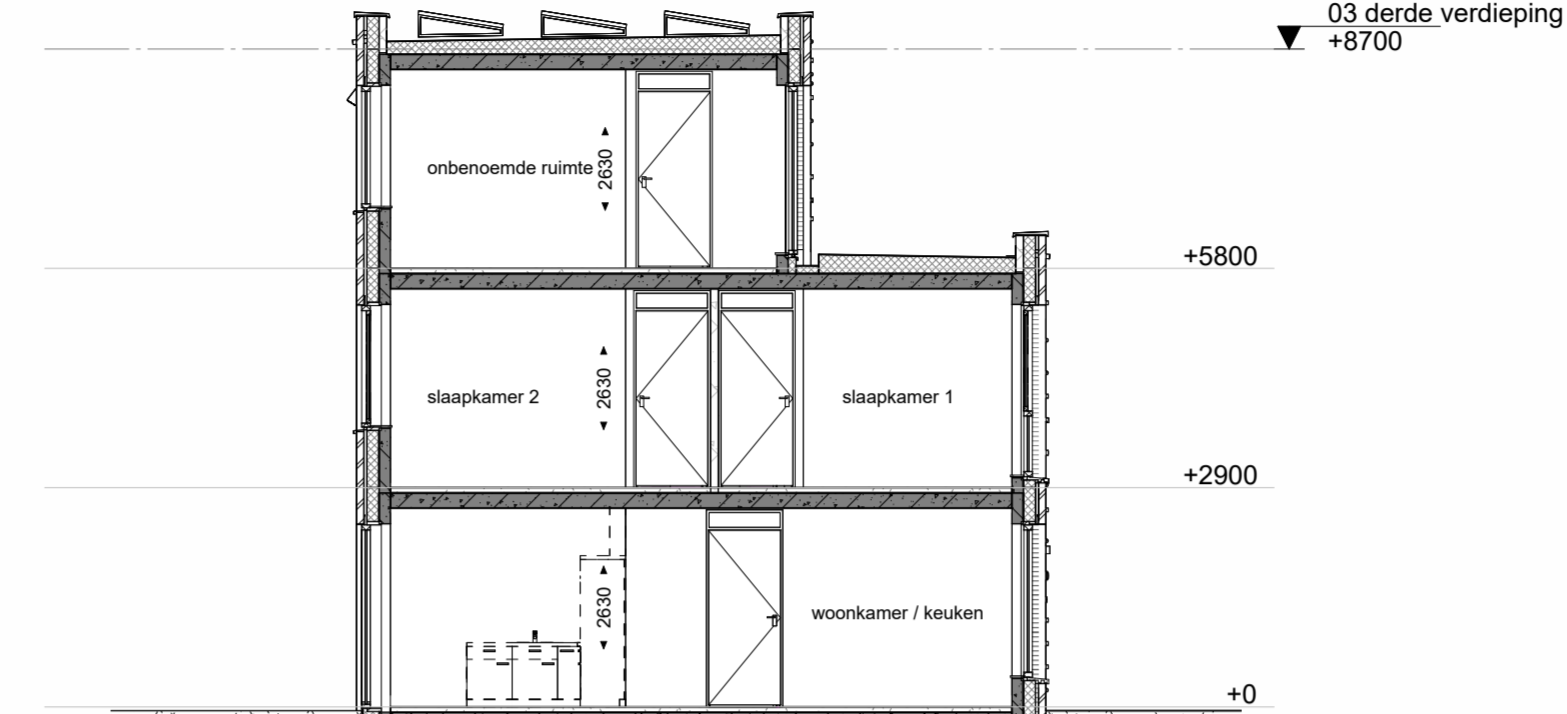 03 derde verdieping
+8700
onbenoemde ruimte
2630
+5800
slaapkamer 2
2630
slaapkamer 1
+2900
2630
woonkamer / keuken
+0